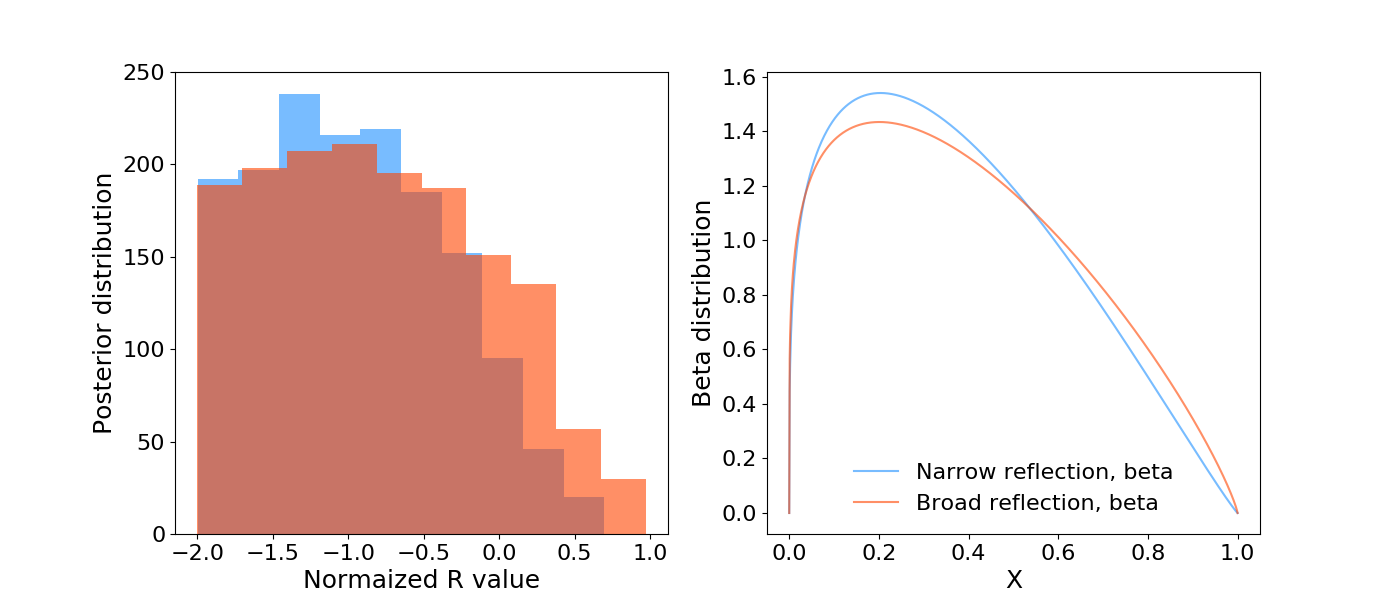 250
200
150
100
50
0
Posterior distribution
−2.0 −1.5 −1.0 −0.5 0.0 0.5 1.0
Normaized R value
1.6
1.4
1.2
1.0
0.8
0.6
0.4
0.2
0.0
Beta distribution
Narrow reflection, beta
Broad reflection, beta
0.0 0.2 0.4 0.6 0.8 1.0
X